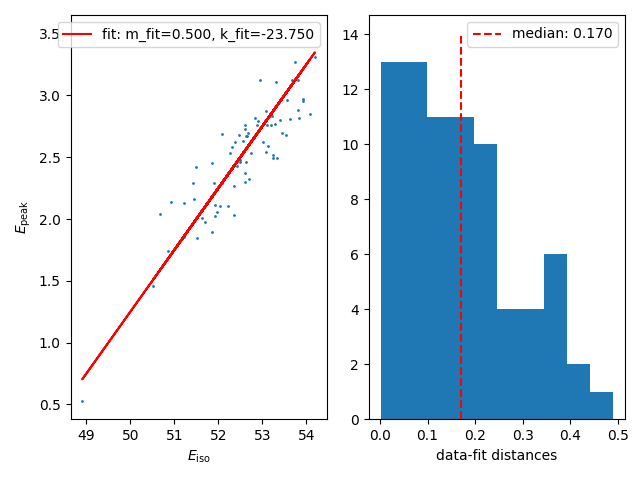 fit: m_fit=0.500, k_fit=-23.750
3.5
3.0
2.5
2.0
1.5
1.0
0.5
E_peak
49 50 51 52 53 54
E_iso
median: 0.170
14
12
10
8
6
4
2
0
0.0 0.1 0.2 0.3 0.4 0.5
data-fit distances